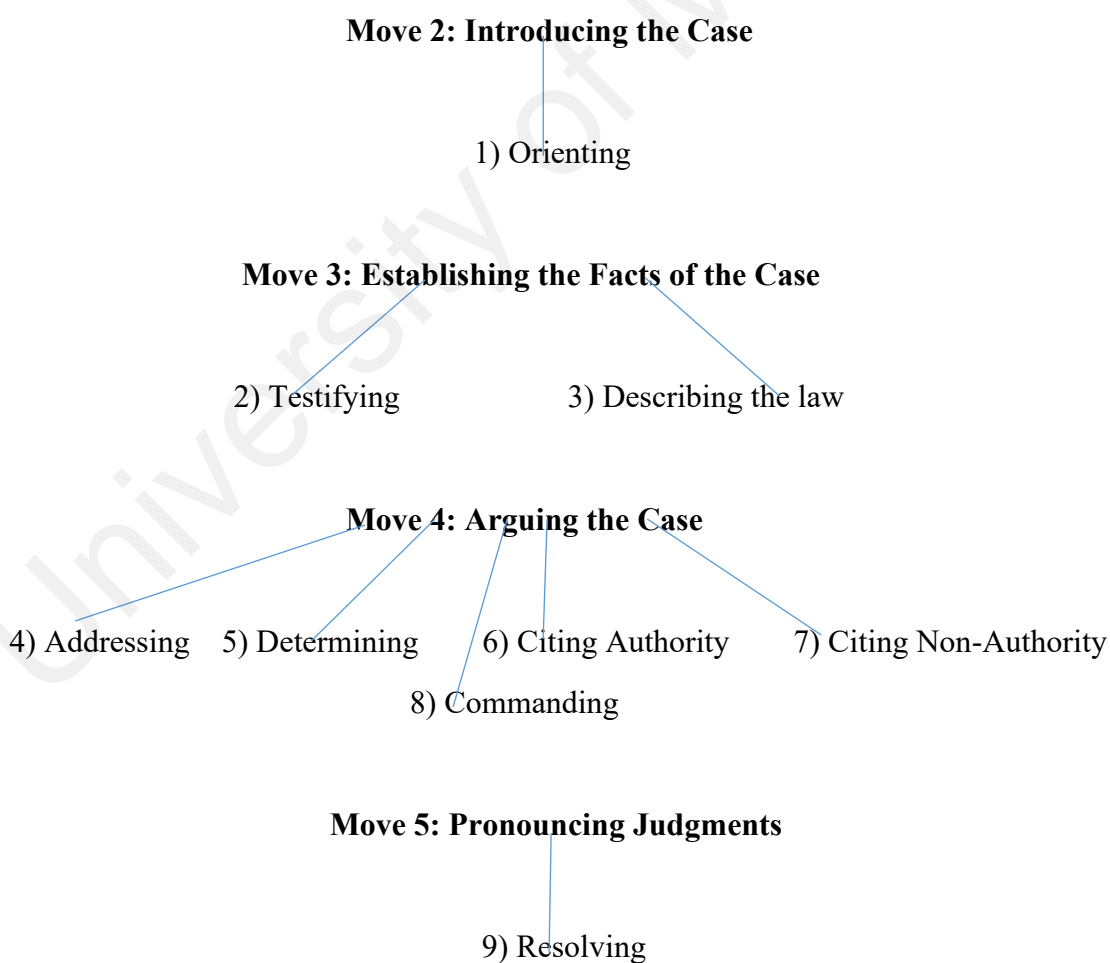 Move 2: Introducing the Case
1) Orienting
Move 3: Establishing the Facts of the Case
2) Testifying 3) Describing the law
Move 4: Arguing the Case
4) Addressing 5) Determining 6) Citing Authority 7) Citing Non-Authority
8) Commanding
Move 5: Pronouncing Judgments
9) Resolving
University of